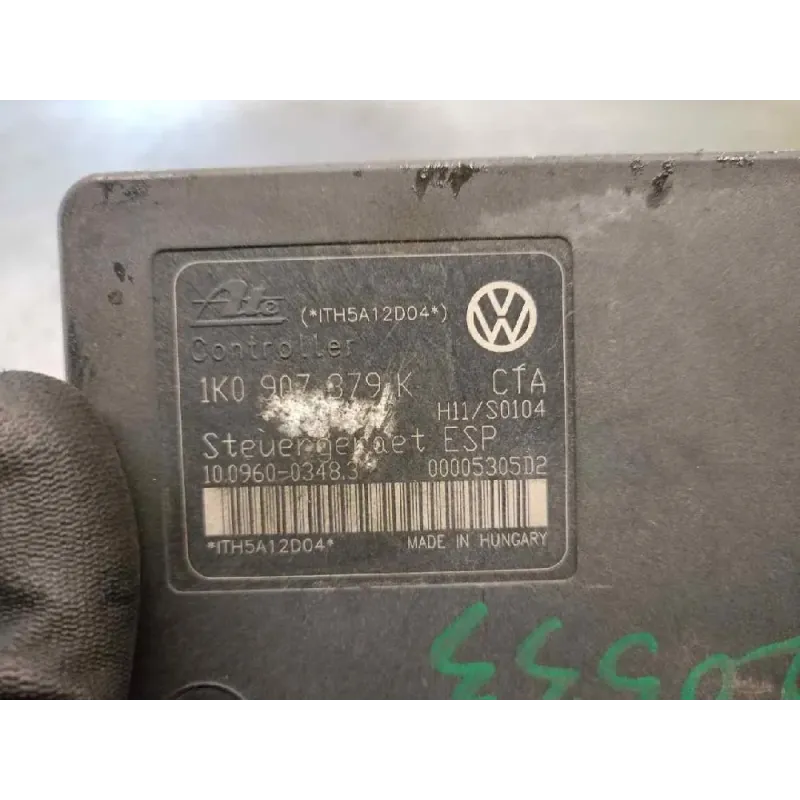 Ate (*ITH5A12D04*)
Controller
1K0 907 379 K CTA
H11/S0104
Steuergeraet ESP
10.0960-0348.3 00005305D2
*ITH5A12D04* MADE IN HUNGARY